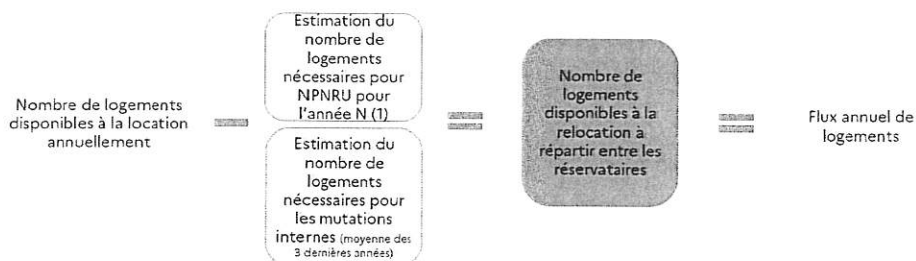 Nombre de logements
disponibles à la location
annuellement
Estimation du
nombre de
logements
nécessaires pour
NPNRU pour
l'année N (1)
Estimation du
nombre de
logements
nécessaires pour
les mutations
internes (moyenne des
3 dernières années)
Nombre de
logements
disponibles à la
relocation à
répartir entre les
réservataires
Flux annuel de
logements